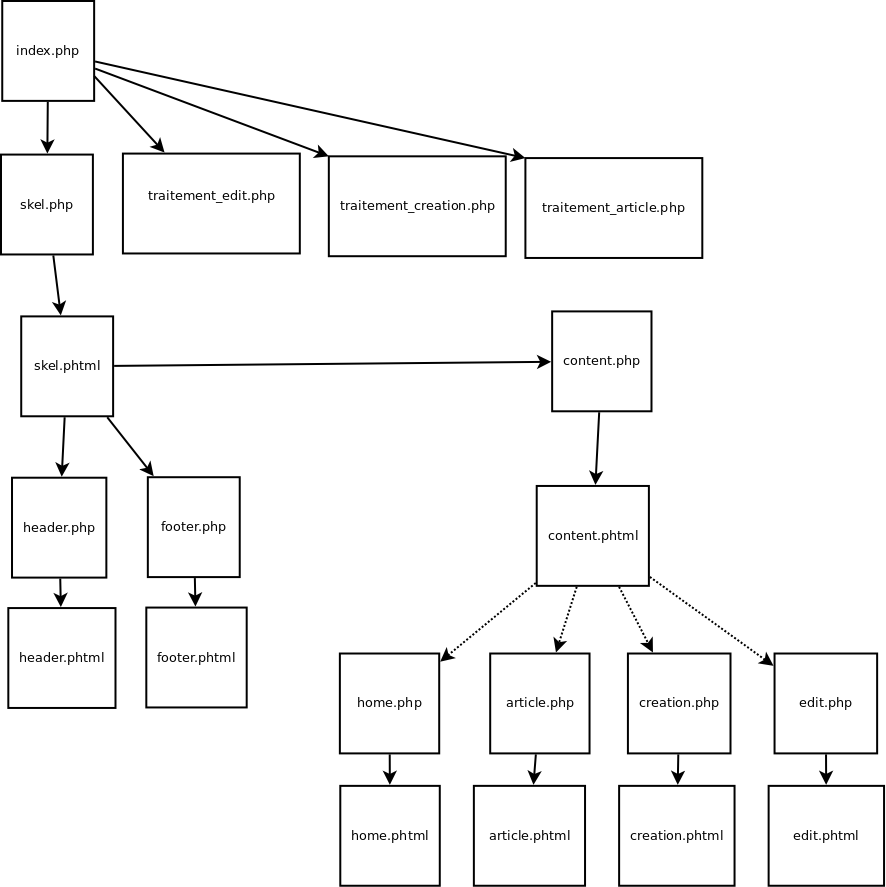 index.php
skel.php
traitement_edit.php
traitement_creation.php
traitement_article.php
skel.phtml
content.php
header.php
footer.php
content.phtml
header.phtml
footer.phtml
home.php
article.php
creation.php
edit.php
home.phtml
article.phtml
creation.phtml
edit.phtml